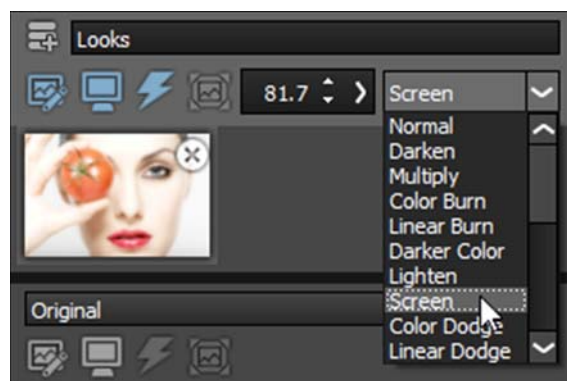 Looks
81.7
Screen
Normal
Darken
Multiply
Color Burn
Linear Burn
Darker Color
Lighten
Screen
Original
Color Dodge
Linear Dodge